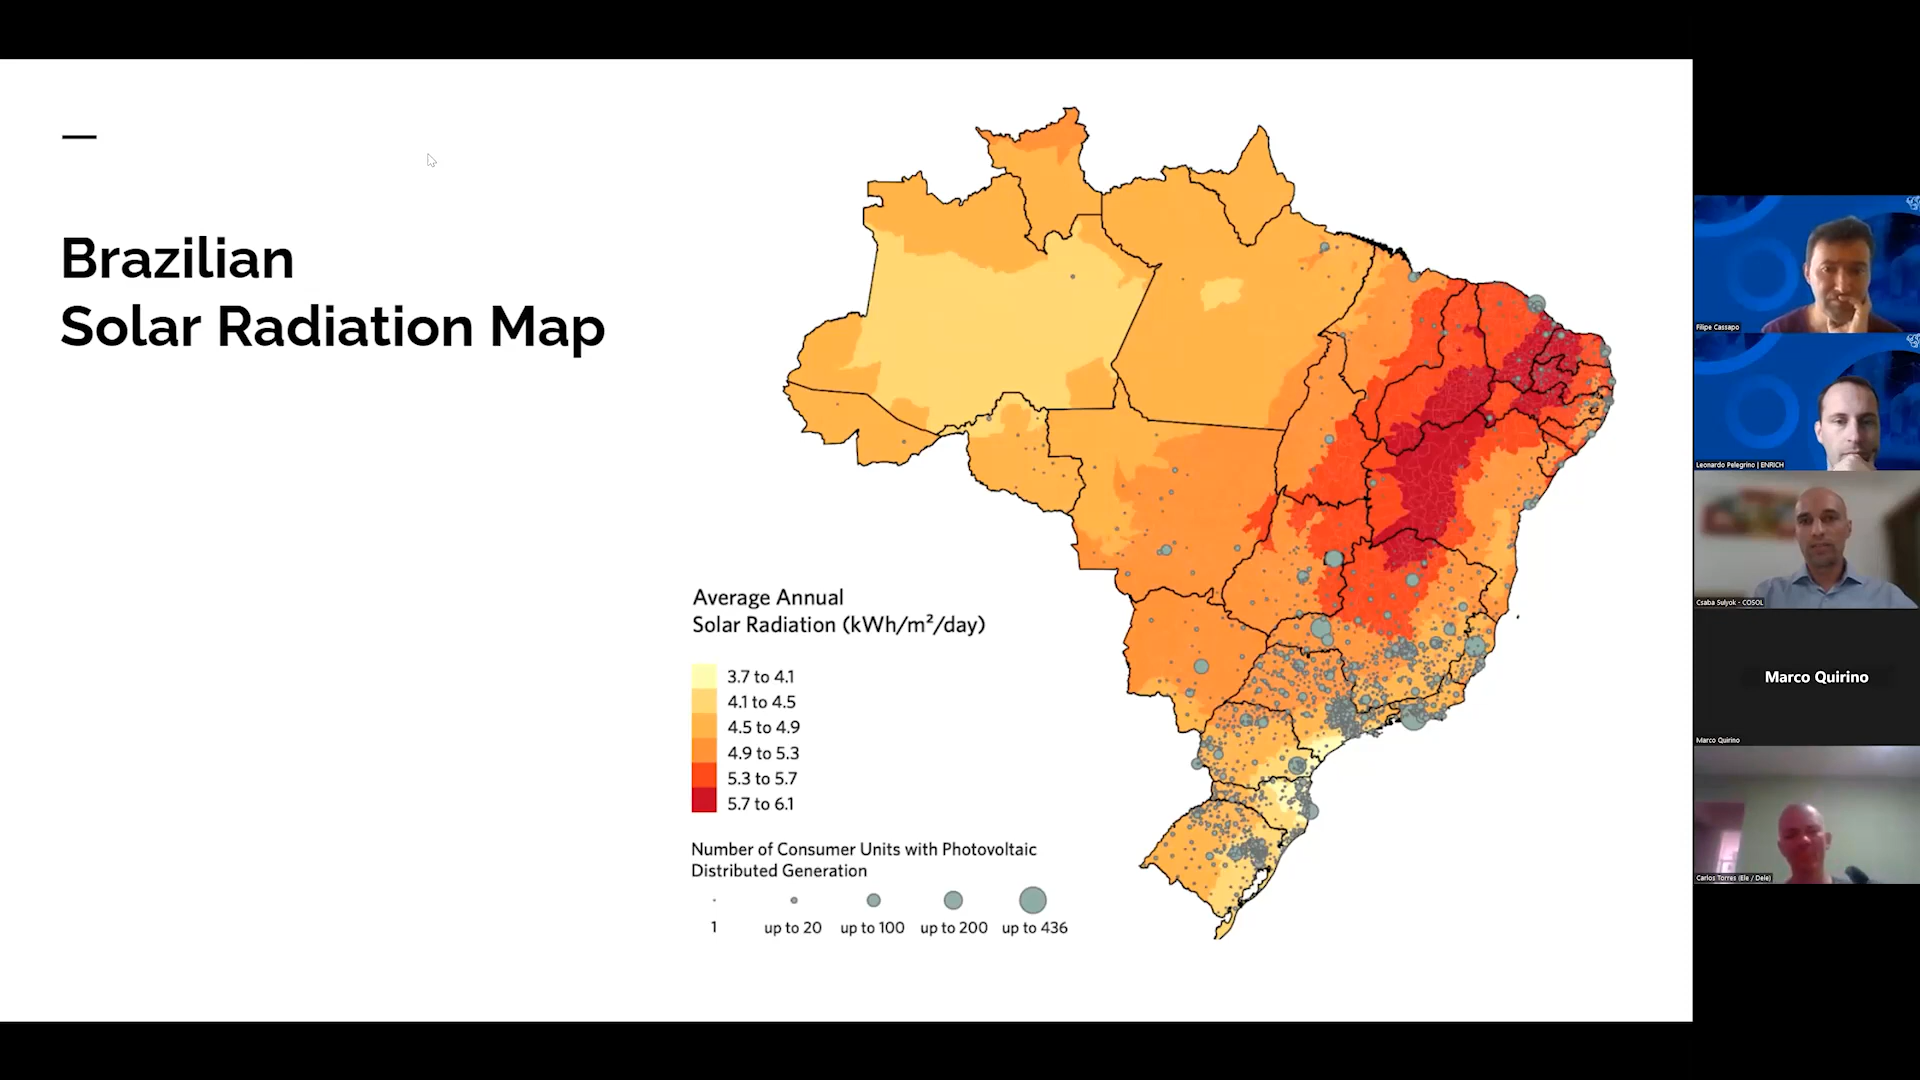 Brazilian
Solar Radiation Map
Average Annual
Solar Radiation (kWh/m²/day)
3.7 to 4.1
4.1 to 4.5
4.5 to 4.9
4.9 to 5.3
5.3 to 5.7
5.7 to 6.1
Number of Consumer Units with Photovoltaic
Distributed Generation
1
up to 20
up to 100
up to 200
up to 436
Filipe Cassapo
Leonardo Pelegrino | ENRICH
Csaba Sulyok - COSOL
Marco Quirino
Marco Quirino
Carlos Torres (Ele / Dele)